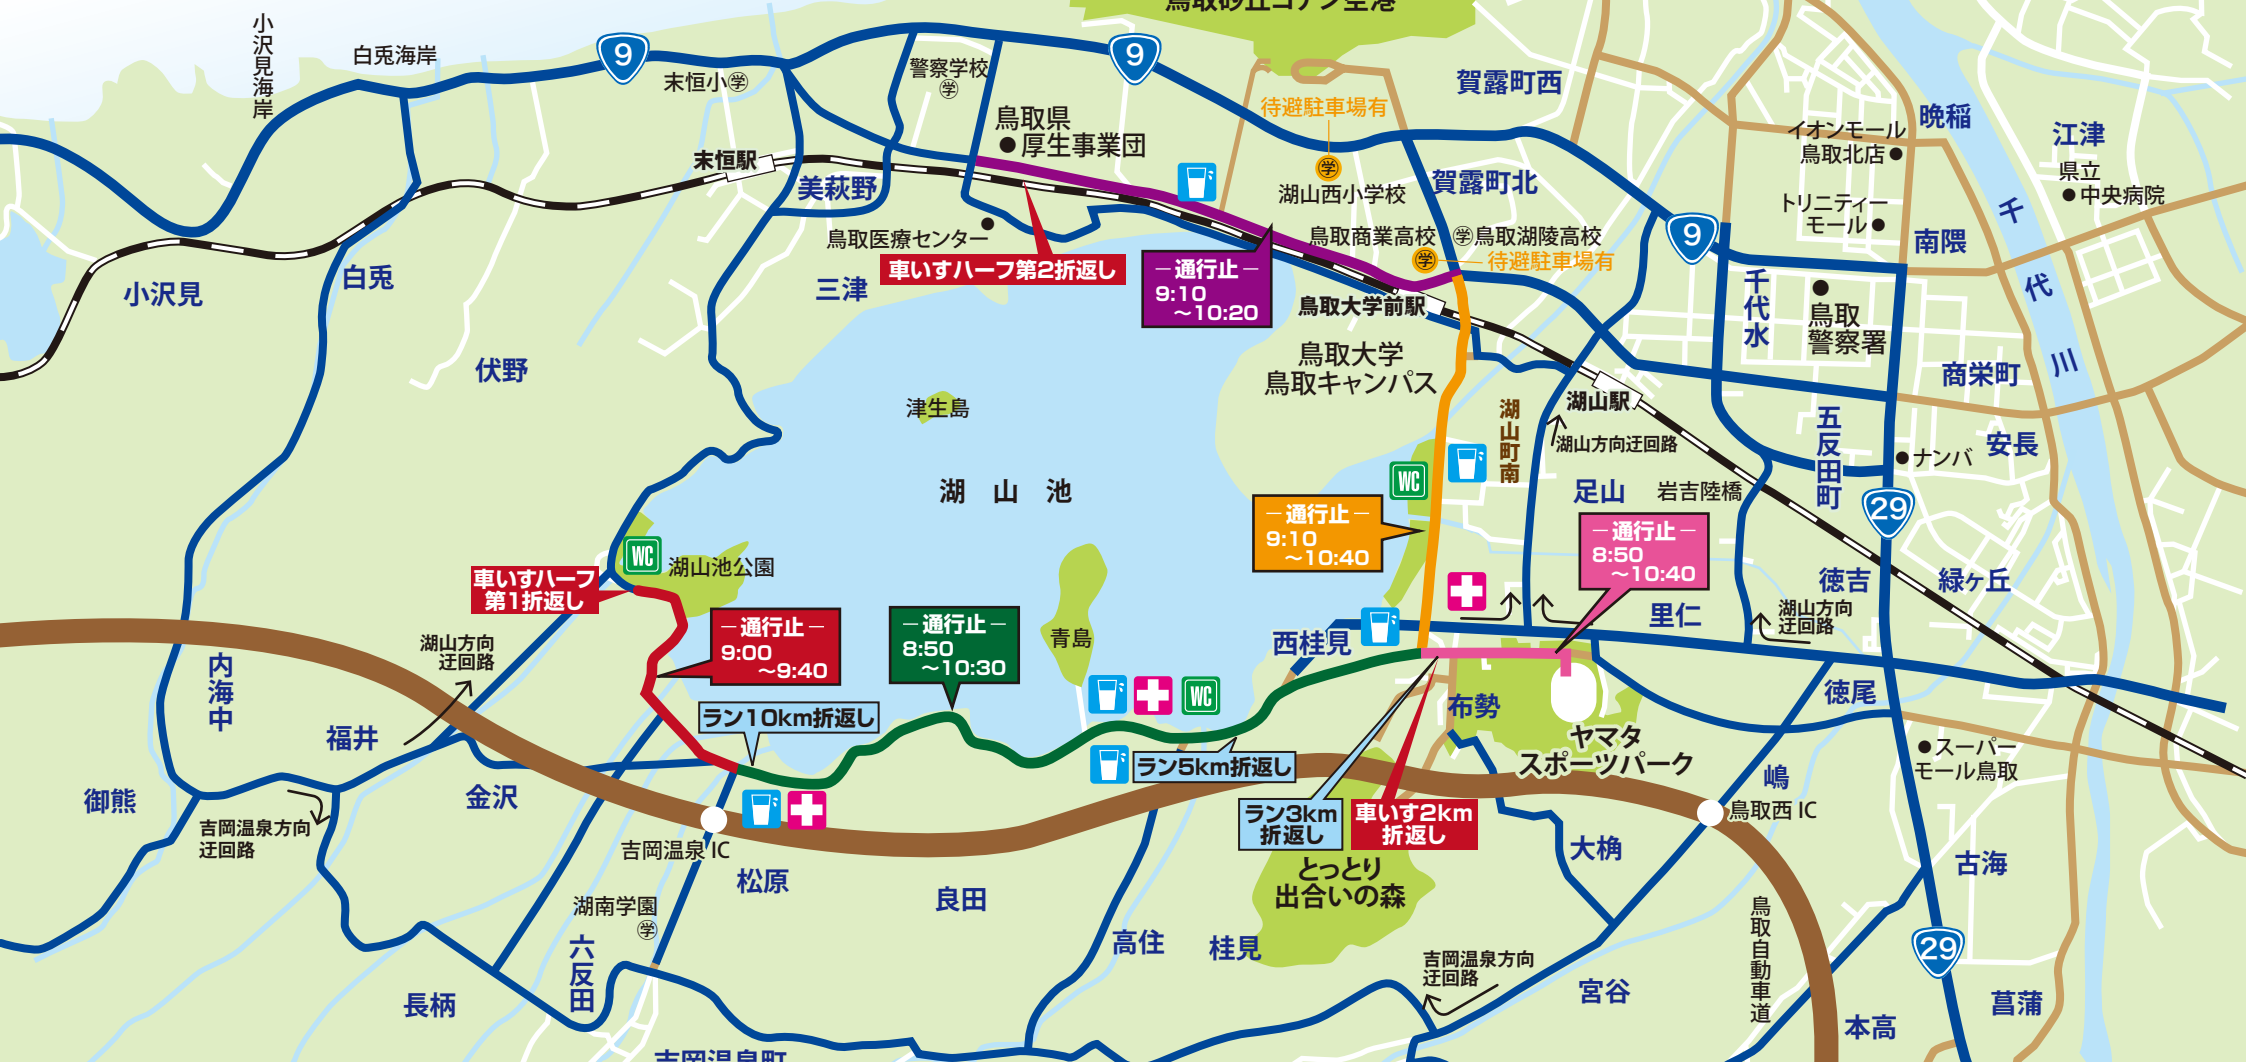 鳥取砂丘コナン空港
小沢見海岸
白兎海岸
9
末恒小学
警察学校
学
9
賀露町西
待避駐車場有
鳥取県
厚生事業団
末恒駅
美萩野
学
湖山西小学校
賀露町北
晩稲
江津
イオンモール
鳥取北店
県立
中央病院
トリニティー
モール
千代川
鳥取医療センター
鳥取商業高校
学鳥取湖陵高校
学
待避駐車場有
9
南隈
小沢見
白兎
三津
車いすハーフ第2折返し
－通行止－
9:10
～10:20
鳥取大学前駅
千代水
鳥取
警察署
伏野
鳥取大学
鳥取キャンパス
商栄町
津生島
湖山町南
湖山駅
湖山方向迂回路
五反田町
安長
ナンバ
湖山池
WC
足山
岩吉陸橋
29
－通行止－
9:10
～10:40
－通行止－
8:50
～10:40
WC
湖山池公園
車いすハーフ
第1折返し
徳吉
緑ヶ丘
里仁
湖山方向
迂回路
－通行止－
9:00
～9:40
－通行止－
8:50
～10:30
青島
西桂見
湖山方向
迂回路
内海中
福井
ラン10km折返し
WC
布勢
徳尾
ヤマタ
スポーツパーク
スーパー
モール鳥取
ラン5km折返し
嶋
御熊
金沢
吉岡温泉方向
迂回路
吉岡温泉 IC
ラン3km
折返し
車いす2km
折返し
鳥取西 IC
大桷
古海
松原
良田
とっとり
出合いの森
湖南学園
学
六反田
高住
桂見
鳥取自動車道
29
吉岡温泉方向
迂回路
長柄
宮谷
本高
菖蒲
吉岡温泉町